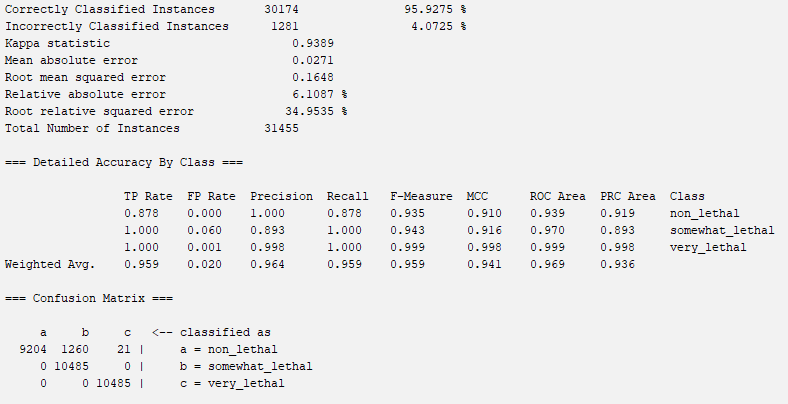 Correctly Classified Instances       30174               95.9275 %
Incorrectly Classified Instances      1281                4.0725 %
Kappa statistic                          0.9389
Mean absolute error                      0.0271
Root mean squared error                  0.1648
Relative absolute error                  6.1087 %
Root relative squared error             34.9535 %
Total Number of Instances            31455
=== Detailed Accuracy By Class ===
TP Rate  FP Rate  Precision  Recall   F-Measure  MCC      ROC Area  PRC Area  Class
0.878    0.000    1.000      0.878    0.935      0.910    0.939     0.919     non_lethal
1.000    0.060    0.893      1.000    0.943      0.916    0.970     0.893     somewhat_lethal
1.000    0.001    0.998      1.000    0.999      0.998    0.999     0.998     very_lethal
Weighted Avg.    0.959    0.020    0.964      0.959    0.959      0.941    0.969     0.936
=== Confusion Matrix ===
a     b     c   <-- classified as
9204  1260    21 |     a = non_lethal
0 10485     0 |     b = somewhat_lethal
0     0 10485 |     c = very_lethal